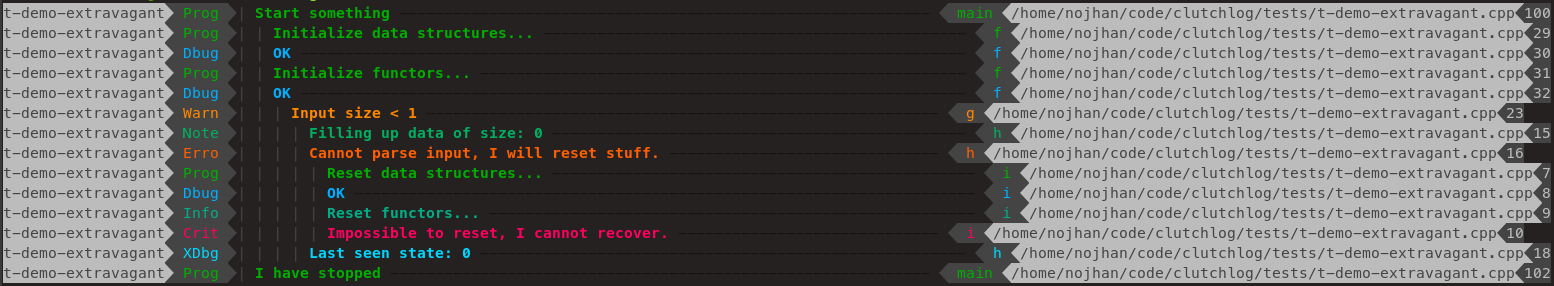 t-demo-extravagant Prog Start something main /home/nojhan/code/clutchlog/tests/t-demo-extravagant.cpp 100
t-demo-extravagant Prog Initialize data structures... f /home/nojhan/code/clutchlog/tests/t-demo-extravagant.cpp 29
t-demo-extravagant Dbug OK f /home/nojhan/code/clutchlog/tests/t-demo-extravagant.cpp 30
t-demo-extravagant Prog Initialize functors... f /home/nojhan/code/clutchlog/tests/t-demo-extravagant.cpp 31
t-demo-extravagant Dbug OK f /home/nojhan/code/clutchlog/tests/t-demo-extravagant.cpp 32
t-demo-extravagant Warn Input size < 1 g /home/nojhan/code/clutchlog/tests/t-demo-extravagant.cpp 23
t-demo-extravagant Note Filling up data of size: 0 h /home/nojhan/code/clutchlog/tests/t-demo-extravagant.cpp 15
t-demo-extravagant Erro Cannot parse input, I will reset stuff. h /home/nojhan/code/clutchlog/tests/t-demo-extravagant.cpp 16
t-demo-extravagant Prog Reset data structures... i /home/nojhan/code/clutchlog/tests/t-demo-extravagant.cpp 7
t-demo-extravagant Dbug OK i /home/nojhan/code/clutchlog/tests/t-demo-extravagant.cpp 8
t-demo-extravagant Info Reset functors... i /home/nojhan/code/clutchlog/tests/t-demo-extravagant.cpp 9
t-demo-extravagant Crit Impossible to reset, I cannot recover. i /home/nojhan/code/clutchlog/tests/t-demo-extravagant.cpp 10
t-demo-extravagant XDbg Last seen state: 0 h /home/nojhan/code/clutchlog/tests/t-demo-extravagant.cpp 18
t-demo-extravagant Prog I have stopped main /home/nojhan/code/clutchlog/tests/t-demo-extravagant.cpp 102